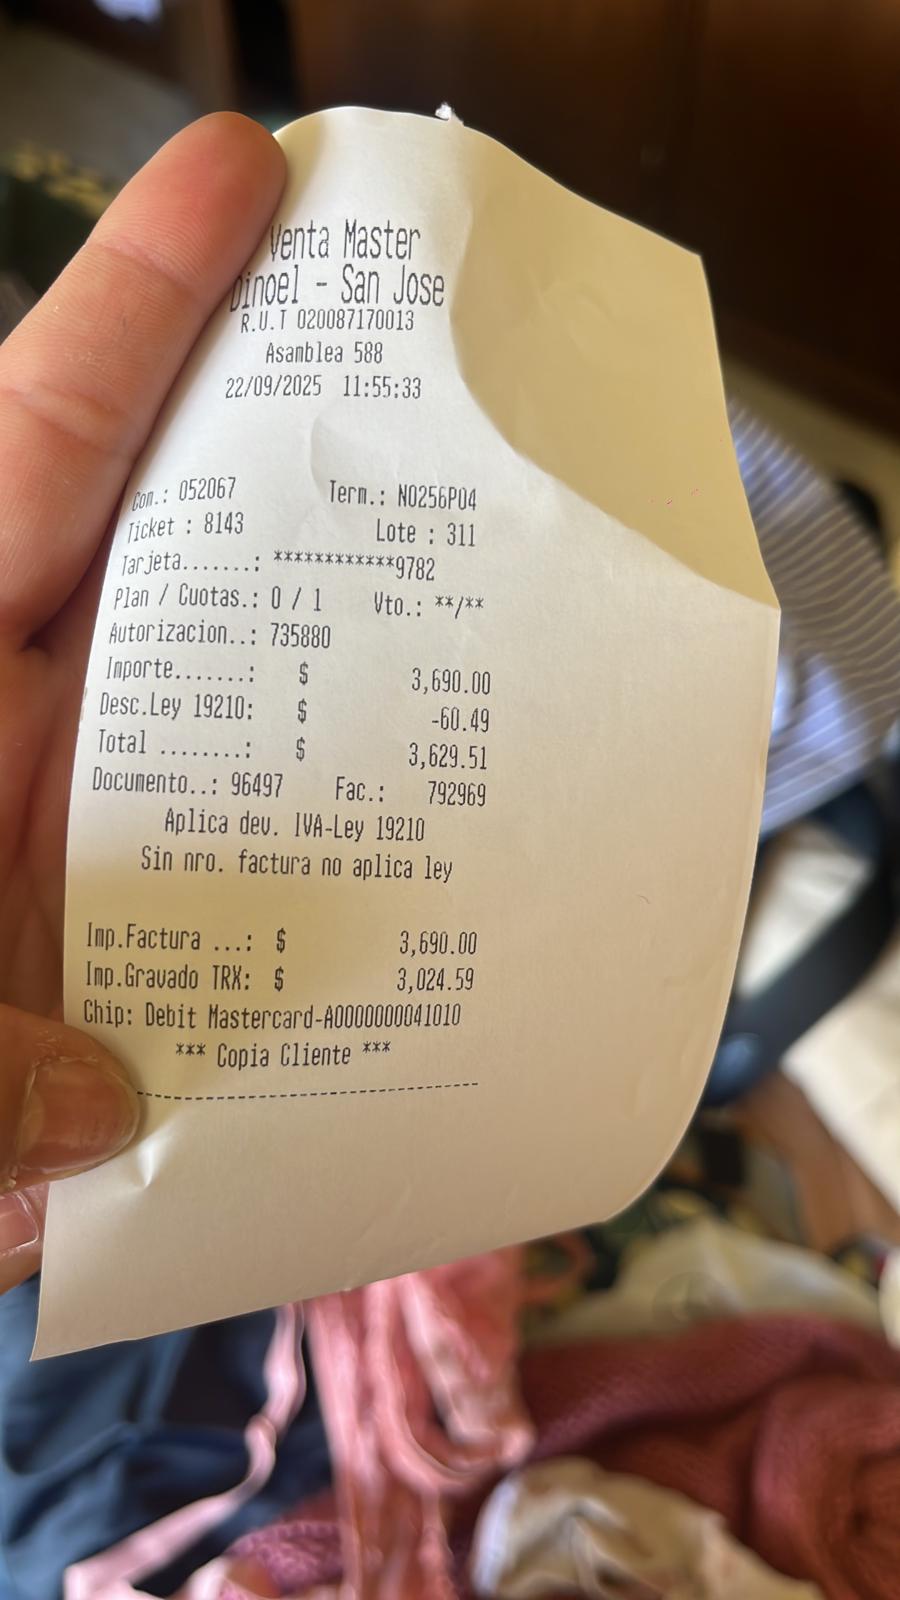 Venta Master
Dinoel - San Jose
R.U.T 020087170013
Asamblea 588
22/09/2025 11:55:33
Com.: 052067 Term.: N0256P04
Ticket : 8143 Lote : 311
Tarjeta.......: ************9782
Plan / Cuotas.: 0 / 1 Vto.: **/**
Autorizacion..: 735880
Importe.......: $ 3,690.00
Desc.Ley 19210: $ -60.49
Total ........: $ 3,629.51
Documento..: 96497 Fac.: 792969
Aplica dev. IVA-Ley 19210
Sin nro. factura no aplica ley
Imp.Factura ...: $ 3,690.00
Imp.Gravado TRX: $ 3,024.59
Chip: Debit Mastercard-A0000000041010
*** Copia Cliente ***